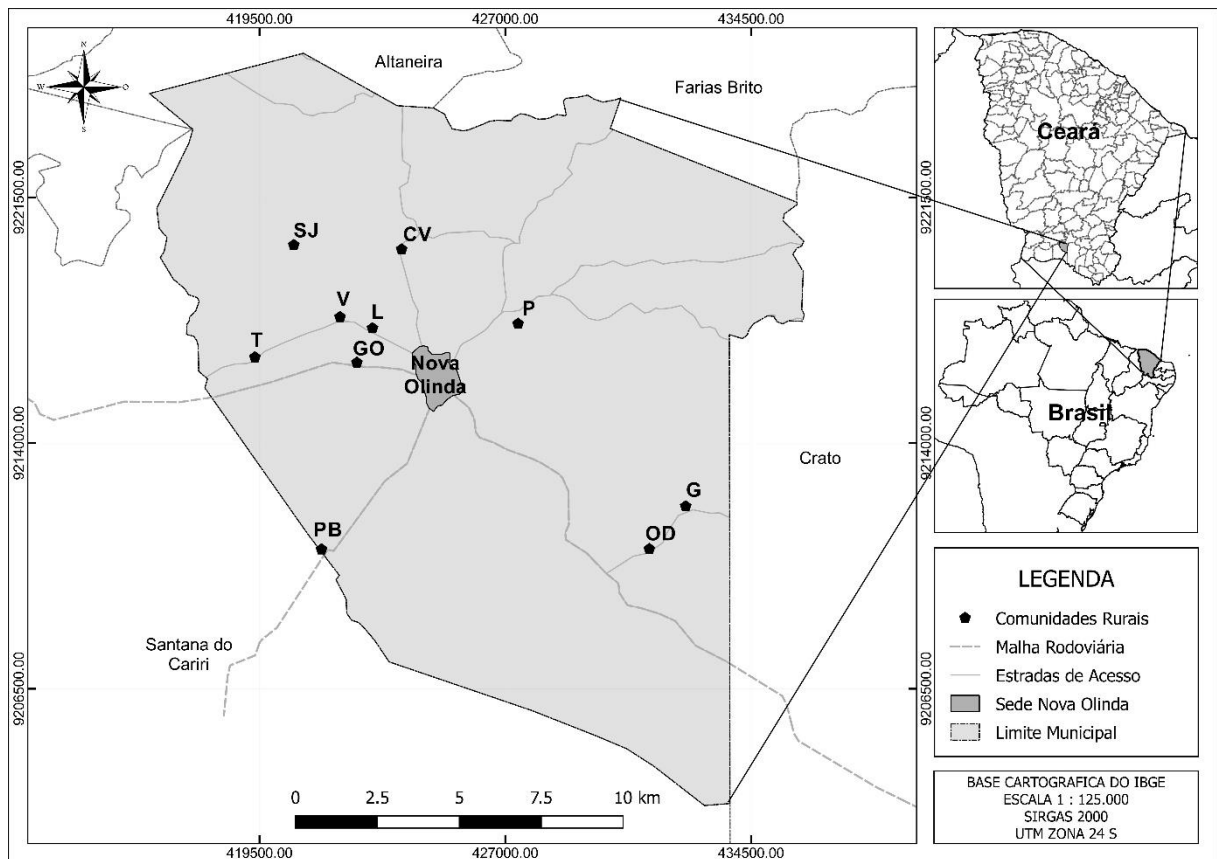 419500.00
427000.00
434500.00
N
W
O
S
Altaneira
Farias Brito
9221500.00
9221500.00
SJ
CV
V
L
P
T
GO
Nova
Olinda
9214000.00
9214000.00
Crato
G
OD
PB
Santana do
Cariri
9206500.00
9206500.00
0
2.5
5
7.5
10 km
419500.00
427000.00
434500.00
Ceará
Brasil
LEGENDA
Comunidades Rurais
Malha Rodoviária
Estradas de Acesso
Sede Nova Olinda
Limite Municipal
BASE CARTOGRAFICA DO IBGE
ESCALA 1 : 125.000
SIRGAS 2000
UTM ZONA 24 S